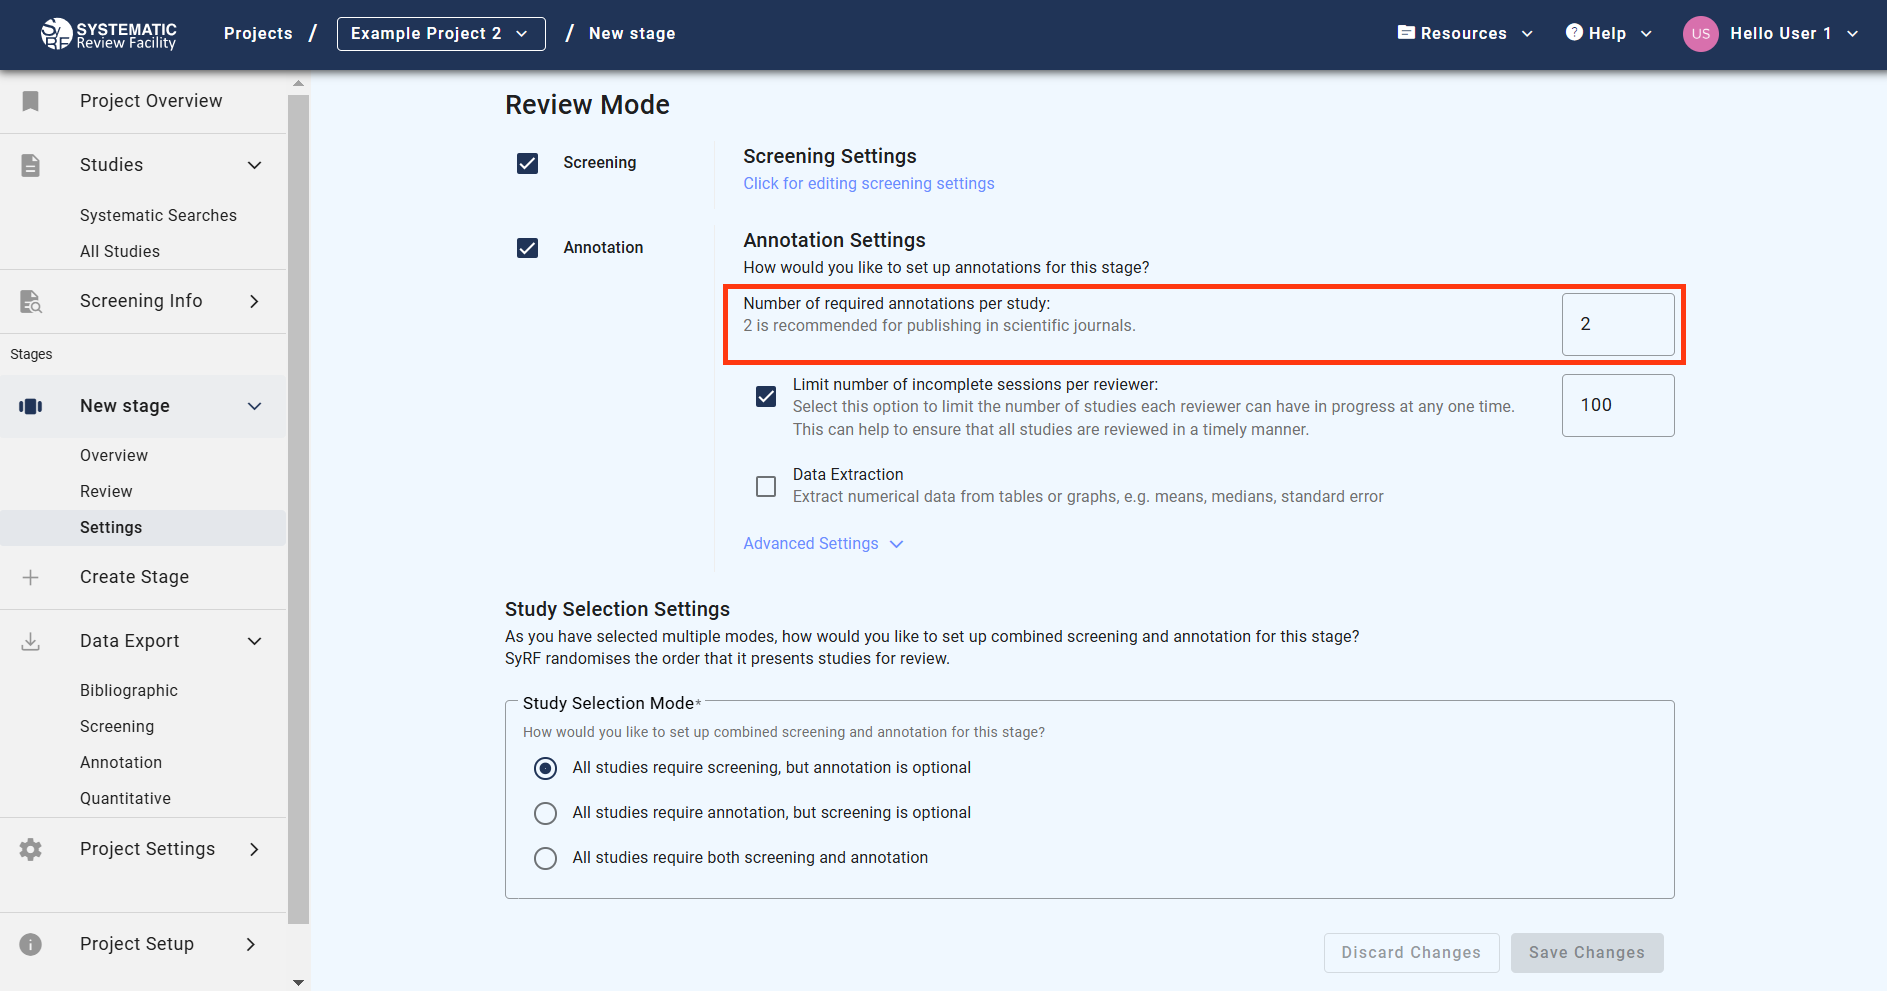 SyRF SYSTEMATIC Review Facility
Projects / Example Project 2 / New stage
Resources Help US Hello User 1
Project Overview
Studies
Systematic Searches
All Studies
Screening Info
Stages
New stage
Overview
Review
Settings
Create Stage
Data Export
Bibliographic
Screening
Annotation
Quantitative
Project Settings
Project Setup
Review Mode
Screening
Screening Settings
Click for editing screening settings
Annotation
Annotation Settings
How would you like to set up annotations for this stage?
Number of required annotations per study:
2 is recommended for publishing in scientific journals.
2
Limit number of incomplete sessions per reviewer:
Select this option to limit the number of studies each reviewer can have in progress at any one time.
This can help to ensure that all studies are reviewed in a timely manner.
100
Data Extraction
Extract numerical data from tables or graphs, e.g. means, medians, standard error
Advanced Settings
Study Selection Settings
As you have selected multiple modes, how would you like to set up combined screening and annotation for this stage?
SyRF randomises the order that it presents studies for review.
Study Selection Mode*
How would you like to set up combined screening and annotation for this stage?
All studies require screening, but annotation is optional
All studies require annotation, but screening is optional
All studies require both screening and annotation
Discard Changes Save Changes